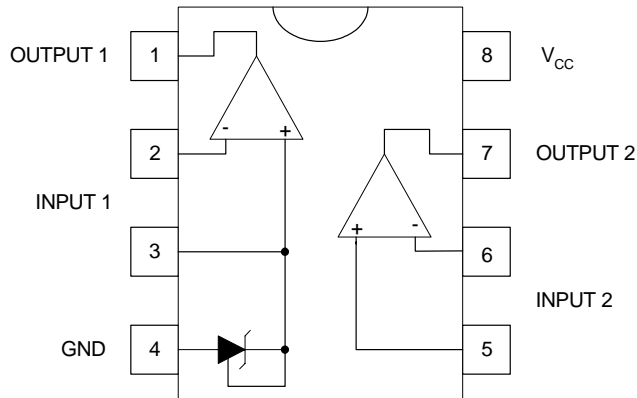 OUTPUT 1
1
8
VCC
2
-
+
7
OUTPUT 2
INPUT 1
3
+
-
6
INPUT 2
GND
4
5